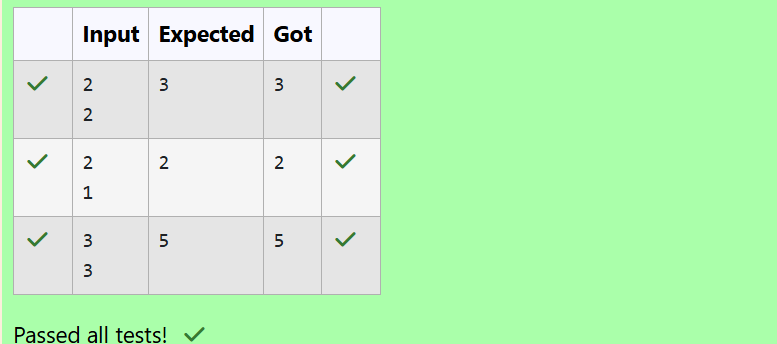 Input Expected Got
2 3 3
2
2 2 2
1
3 5 5
3
Passed all tests!